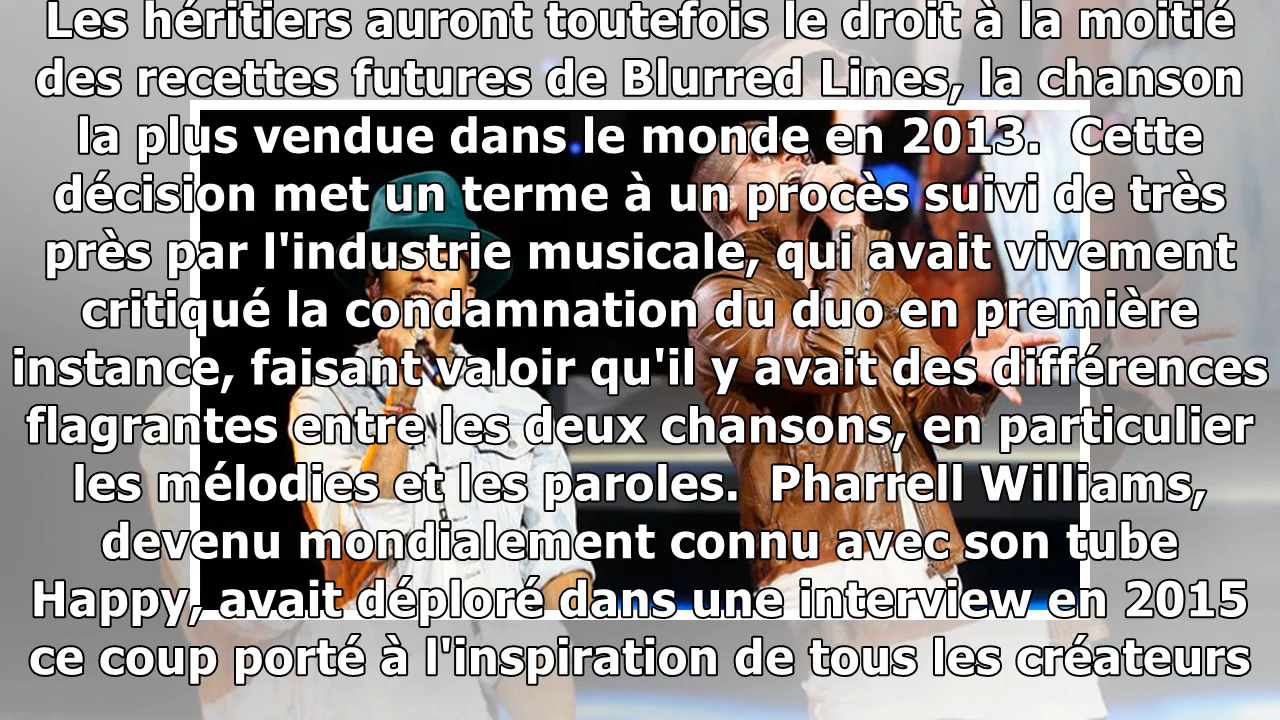 Les héritiers auront toutefois le droit à la moitié
des recettes futures de Blurred Lines, la chanson
la plus vendue dans le monde en 2013.  Cette
décision met un terme à un procès suivi de très
près par l'industrie musicale, qui avait vivement
critiqué la condamnation du duo en première
instance, faisant valoir qu'il y avait des différences
flagrantes entre les deux chansons, en particulier
les mélodies et les paroles.  Pharrell Williams,
devenu mondialement connu avec son tube
Happy, avait déploré dans une interview en 2015
ce coup porté à l'inspiration de tous les créateurs